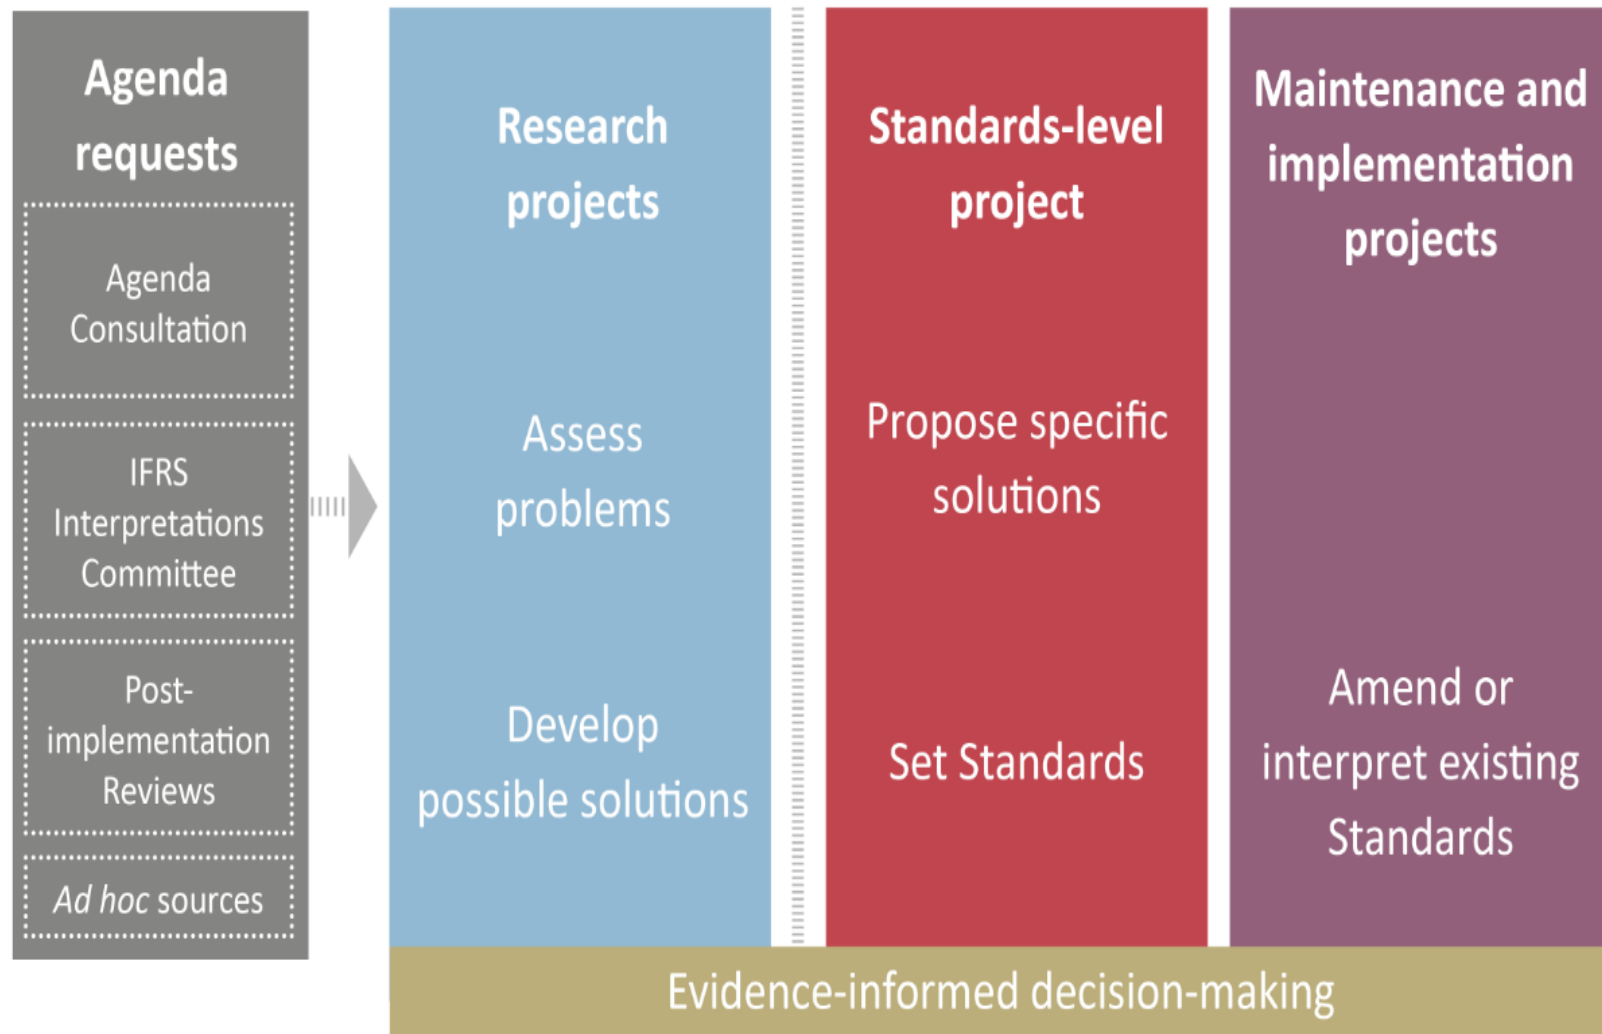 Agenda
requests
Agenda
Consultation
IFRS
Interpretations
Committee
Post-
implementation
Reviews
Ad hoc sources
Research
projects
Assess
problems
Develop
possible solutions
Standards-level
project
Propose specific
solutions
Set Standards
Maintenance and
implementation
projects
Amend or
interpret existing
Standards
Evidence-informed decision-making